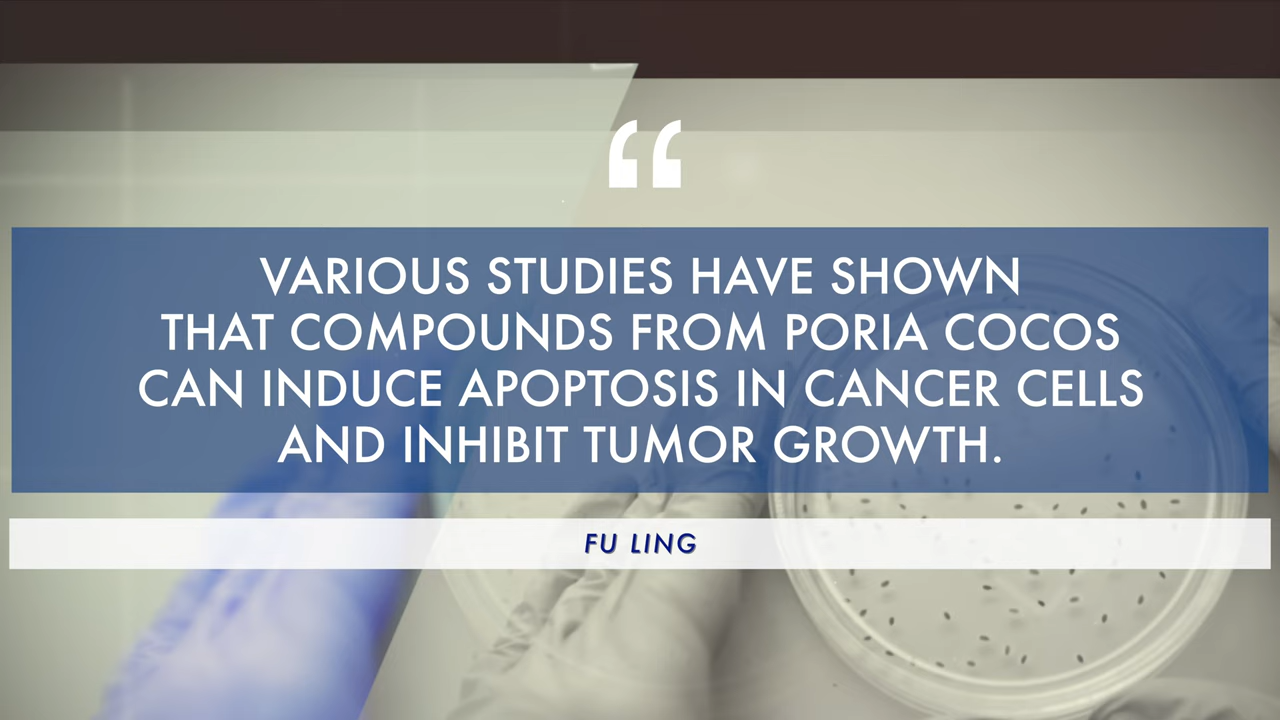 “
VARIOUS STUDIES HAVE SHOWN
THAT COMPOUNDS FROM PORIA COCOS
CAN INDUCE APOPTOSIS IN CANCER CELLS
AND INHIBIT TUMOR GROWTH.
FU LING